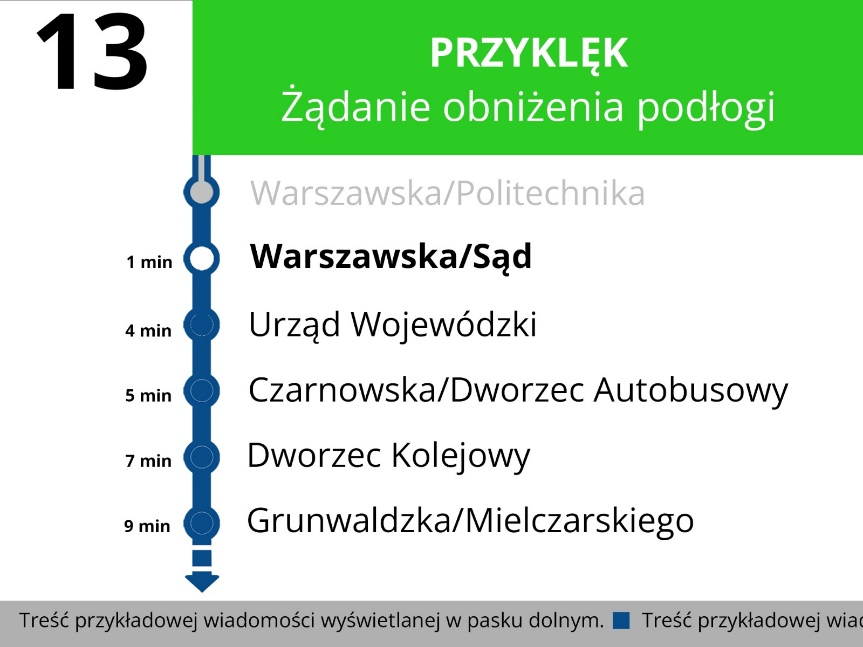 13
PRZYKLĘK
Żądanie obniżenia podłogi
Warszawska/Politechnika
1 min Warszawska/Sąd
4 min Urząd Wojewódzki
5 min Czarnowska/Dworzec Autobusowy
7 min Dworzec Kolejowy
9 min Grunwaldzka/Mielczarskiego
Treść przykładowej wiadomości wyświetlanej w pasku dolnym. Treść przykładowej wiad